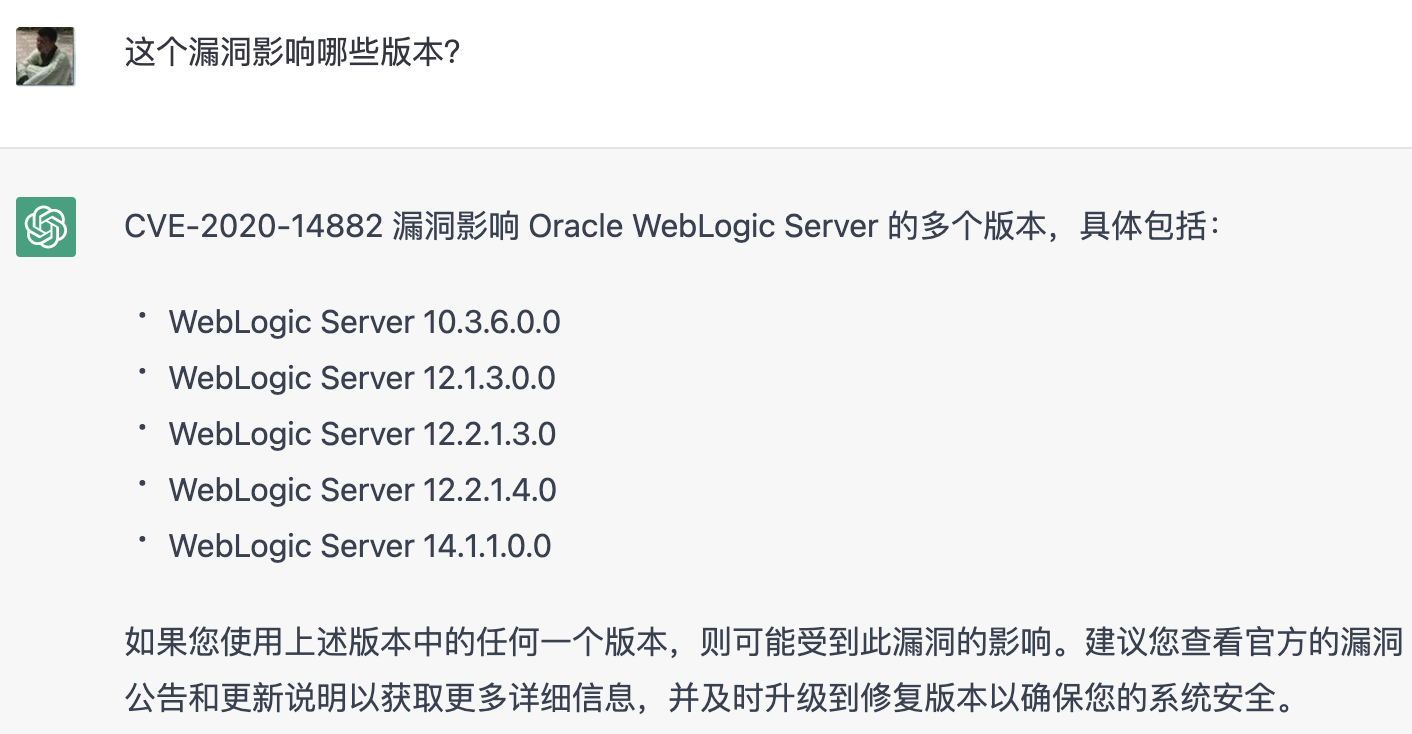 这个漏洞影响哪些版本?
CVE-2020-14882 漏洞影响 Oracle WebLogic Server 的多个版本，具体包括：
• WebLogic Server 10.3.6.0.0
• WebLogic Server 12.1.3.0.0
• WebLogic Server 12.2.1.3.0
• WebLogic Server 12.2.1.4.0
• WebLogic Server 14.1.1.0.0
如果您使用上述版本中的任何一个版本，则可能受到此漏洞的影响。建议您查看官方的漏洞
公告和更新说明以获取更多详细信息，并及时升级到修复版本以确保您的系统安全。